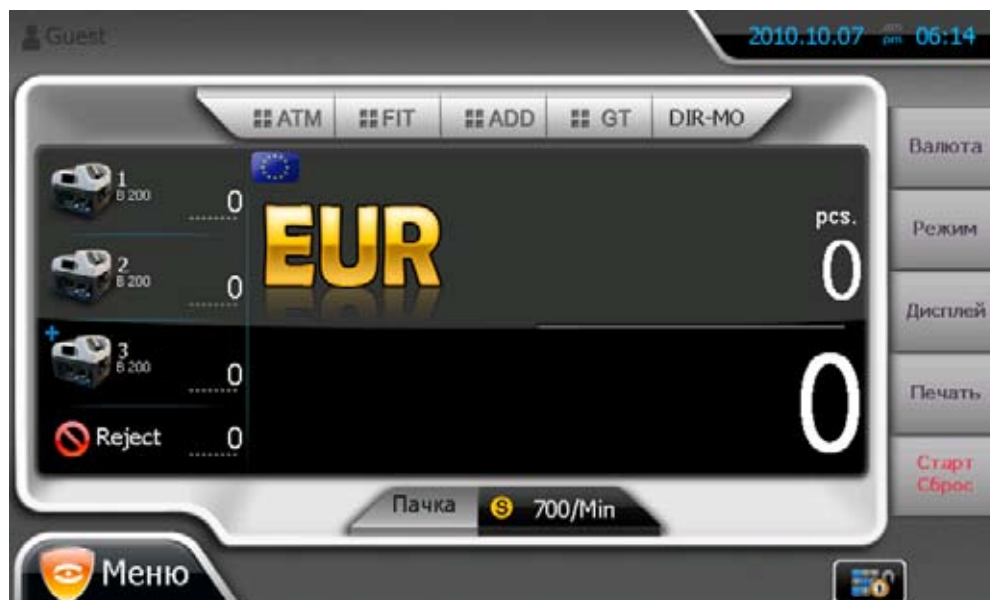 Guest
2010.10.07 am pm 06:14
ATM FIT ADD GT DIR-MO
Валюта
1
B 200
0
EUR
pcs.
0
Режим
2
B 200
0
Дисплей
3
B 200
0
0
Печать
Reject 0
Старт
Сброс
Пачка S 700/Min
Меню